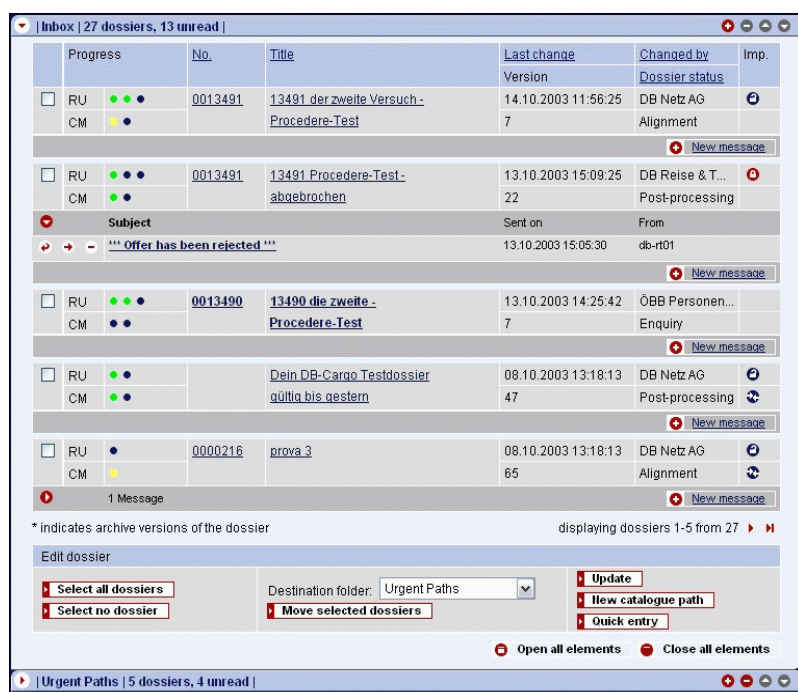 | Inbox | 27 dossiers, 13 unread |
Progress No. Title Last change Changed by Imp.
Version Dossier status
RU 0013491 13491 der zweite Versuch - 14.10.2003 11:56:25 DB Netz AG
CM Procedere-Test 7 Alignment
New message
RU 0013491 13491 Procedere-Test - 13.10.2003 15:09:25 DB Reise & T...
CM abgebrochen 22 Post-processing
Subject Sent on From
*** Offer has been rejected *** 13.10.2003 15:05:30 db-rt01
New message
RU 0013490 13490 die zweite - 13.10.2003 14:25:42 ÖBB Personen...
CM Procedere-Test 7 Enquiry
New message
RU Dein DB-Cargo Testdossier 08.10.2003 13:18:13 DB Netz AG
CM gültig bis gestern 47 Post-processing
New message
RU 0000216 prova 3 08.10.2003 13:18:13 DB Netz AG
CM 65 Alignment
1 Message New message
* indicates archive versions of the dossier displaying dossiers 1-5 from 27
Edit dossier
Select all dossiers Destination folder: Urgent Paths Update
Select no dossier Move selected dossiers New catalogue path
Quick entry
Open all elements Close all elements
| Urgent Paths | 5 dossiers, 4 unread |